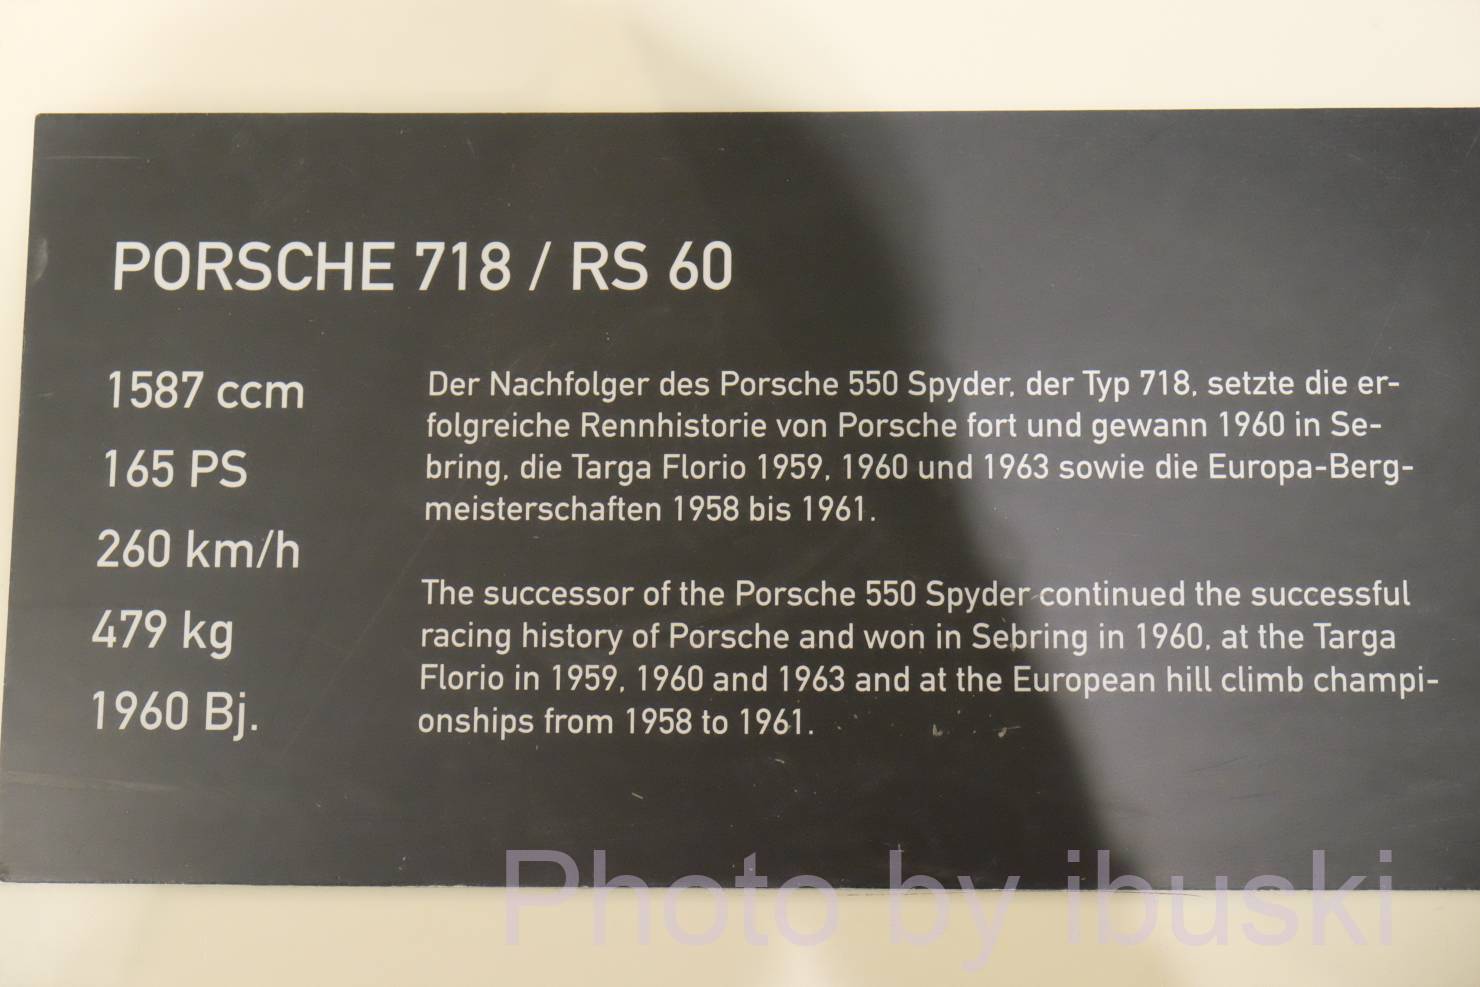 PORSCHE 718 / RS 60
1587 ccm
165 PS
260 km/h
479 kg
1960 Bj.
Der Nachfolger des Porsche 550 Spyder, der Typ 718, setzte die er-
folgreiche Rennhistorie von Porsche fort und gewann 1960 in Se-
bring, die Targa Florio 1959, 1960 und 1963 sowie die Europa-Berg-
meisterschaften 1958 bis 1961.
The successor of the Porsche 550 Spyder continued the successful
racing history of Porsche and won in Sebring in 1960, at the Targa
Florio in 1959, 1960 and 1963 and at the European hill climb champi-
onships from 1958 to 1961.
Photo by ibuski